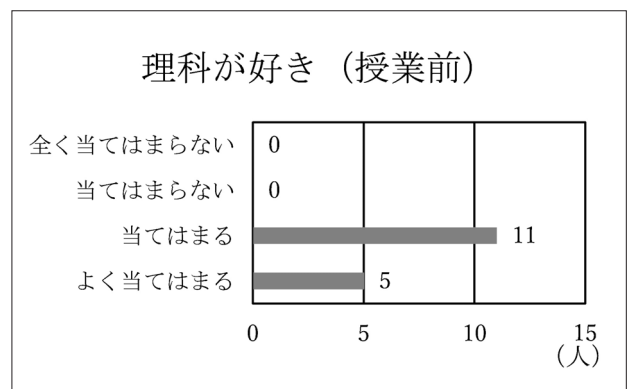 理科が好き（授業前）
全く当てはまらない 0
当てはまらない 0
当てはまる 11
よく当てはまる 5
0 5 10 15
（人）